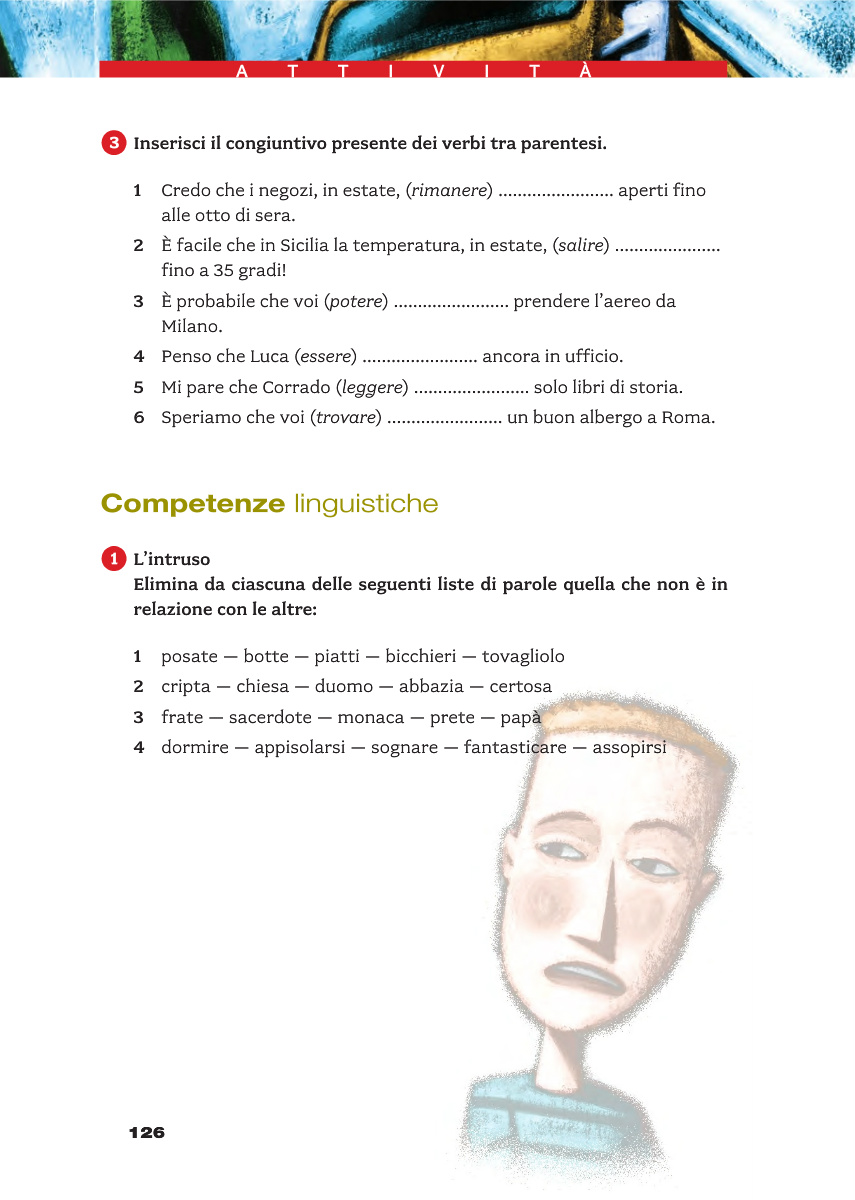 ATTIVITÀ
3 Inserisci il congiuntivo presente dei verbi tra parentesi.
1 Credo che i negozi, in estate, (rimanere) ........................ aperti fino
alle otto di sera.
2 È facile che in Sicilia la temperatura, in estate, (salire) ......................
fino a 35 gradi!
3 È probabile che voi (potere) ........................ prendere l’aereo da
Milano.
4 Penso che Luca (essere) ........................ ancora in ufficio.
5 Mi pare che Corrado (leggere) ........................ solo libri di storia.
6 Speriamo che voi (trovare) ........................ un buon albergo a Roma.
Competenze linguistiche
1 L’intruso
Elimina da ciascuna delle seguenti liste di parole quella che non è in
relazione con le altre:
1 posate — botte — piatti — bicchieri — tovagliolo
2 cripta — chiesa — duomo — abbazia — certosa
3 frate — sacerdote — monaca — prete — papà
4 dormire — appisolarsi — sognare — fantasticare — assopirsi
126